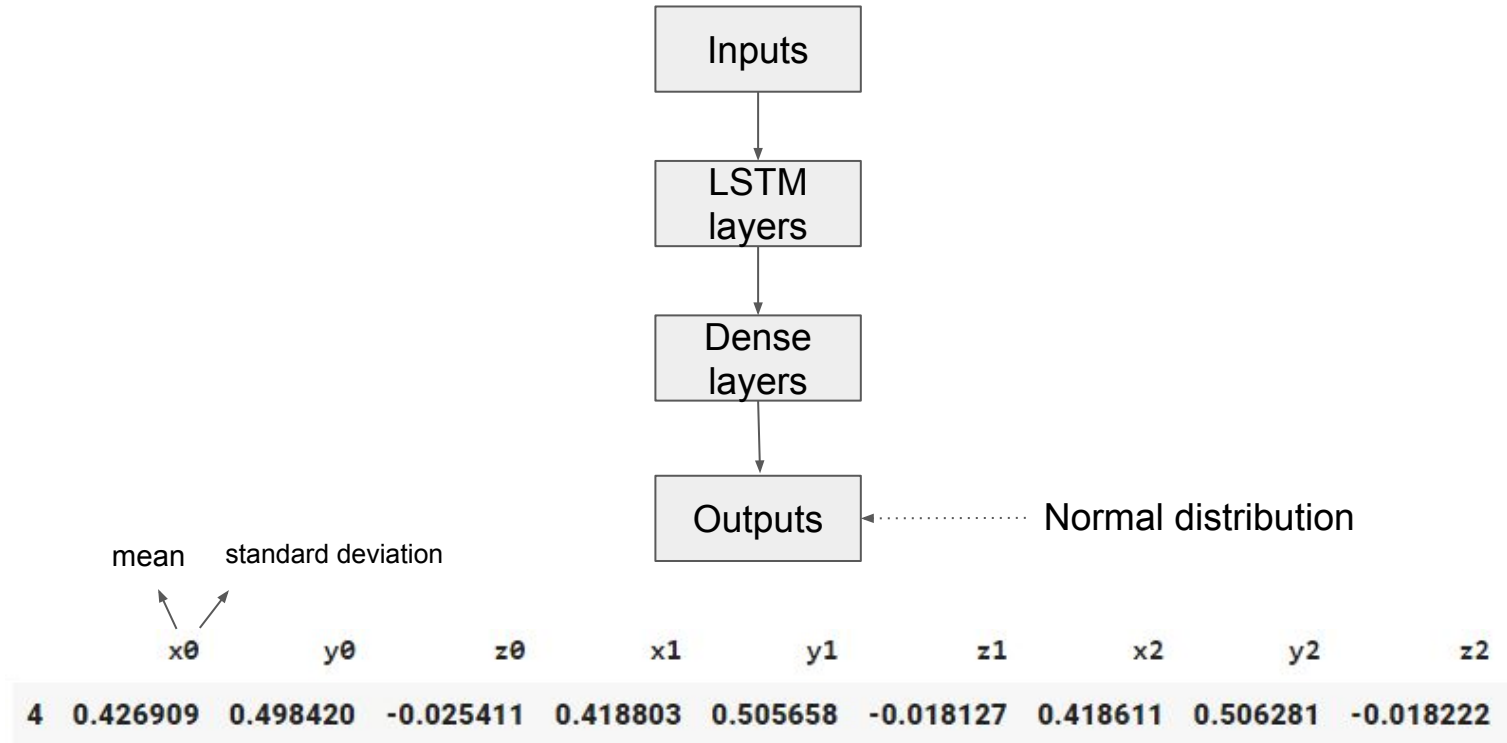 Inputs
LSTM
layers
Dense
layers
Outputs
Normal distribution
mean standard deviation
x0 y0 z0 x1 y1 z1 x2 y2 z2
4 0.426909 0.498420 -0.025411 0.418803 0.505658 -0.018127 0.418611 0.506281 -0.018222